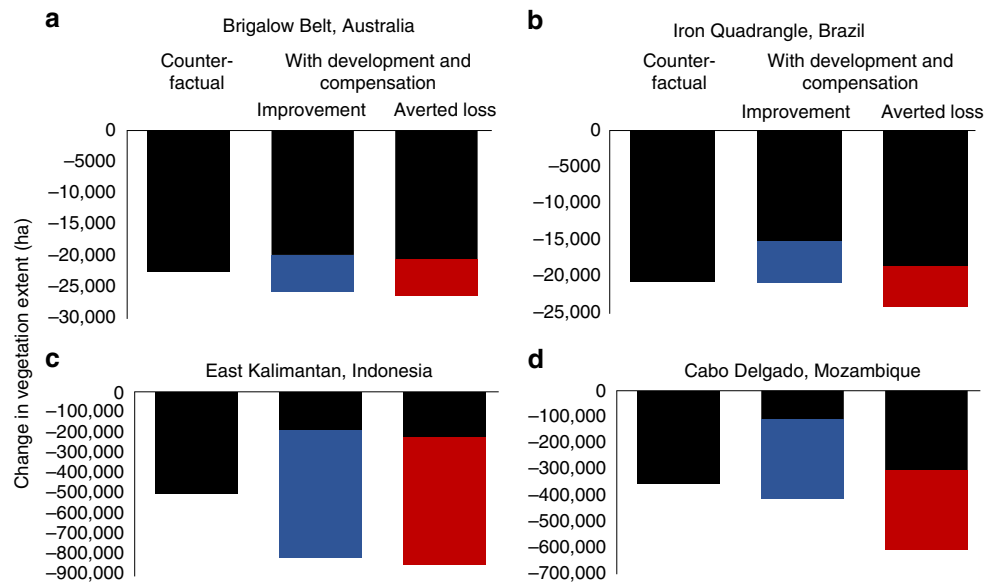 a
Brigalow Belt, Australia
Counter-
factual
With development and
compensation
Improvement
Averted loss
0
–5000
–10,000
–15,000
–20,000
–25,000
–30,000
b
Iron Quadrangle, Brazil
Counter-
factual
With development and
compensation
Improvement
Averted loss
0
–5000
–10,000
–15,000
–20,000
–25,000
Change in vegetation extent (ha)
c
East Kalimantan, Indonesia
0
–100,000
–200,000
–300,000
–400,000
–500,000
–600,000
–700,000
–800,000
–900,000
d
Cabo Delgado, Mozambique
0
–100,000
–200,000
–300,000
–400,000
–500,000
–600,000
–700,000